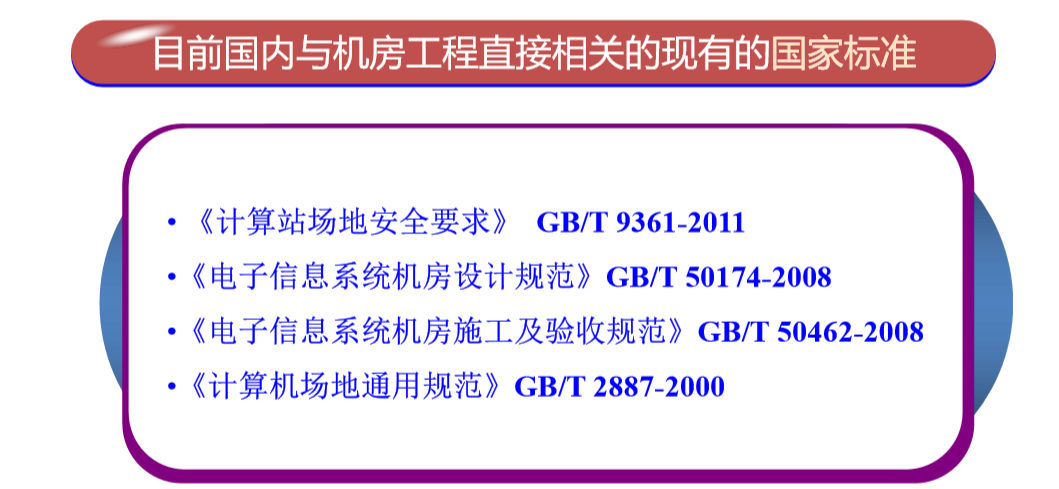 目前国内与机房工程直接相关的现有的国家标准
• 《计算站场地安全要求》 GB/T 9361-2011
•《电子信息系统机房设计规范》GB/T 50174-2008
•《电子信息系统机房施工及验收规范》GB/T 50462-2008
•《计算机场地通用规范》GB/T 2887-2000